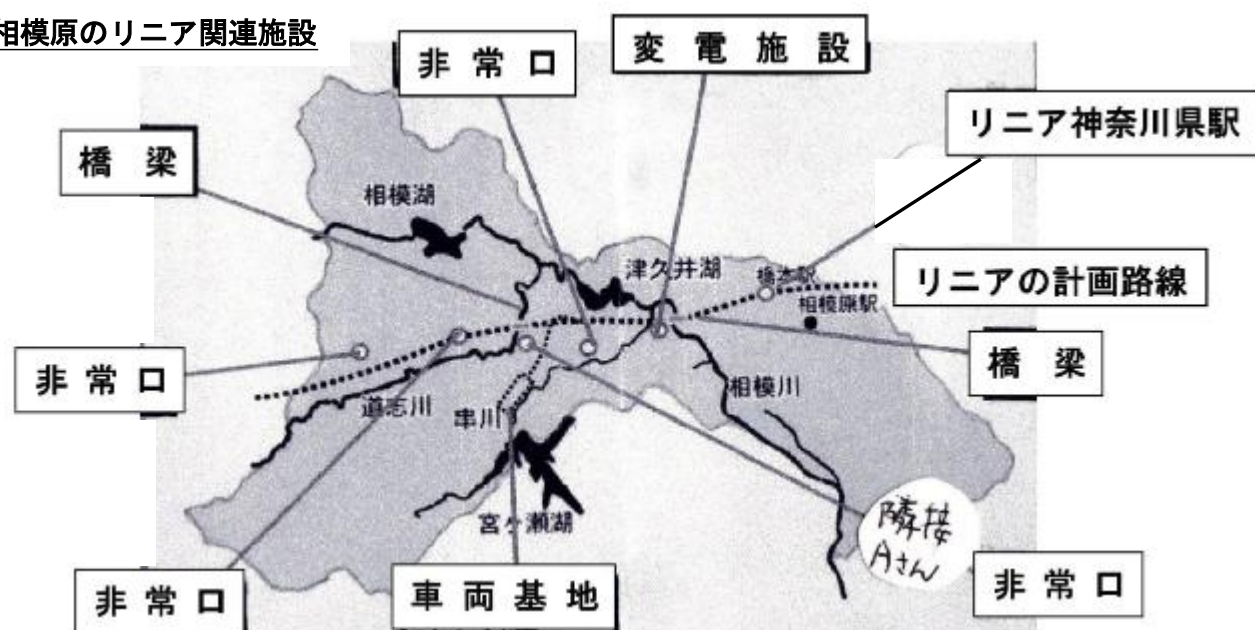 相模原のリニア関連施設
非常口
変電施設
リニア神奈川県駅
橋梁
相模湖
津久井湖
橋本駅
リニアの計画路線
相模原駅
非常口
橋梁
道志川
串川
相模川
宮ヶ瀬湖
隣接
Aさん
非常口
車両基地
非常口